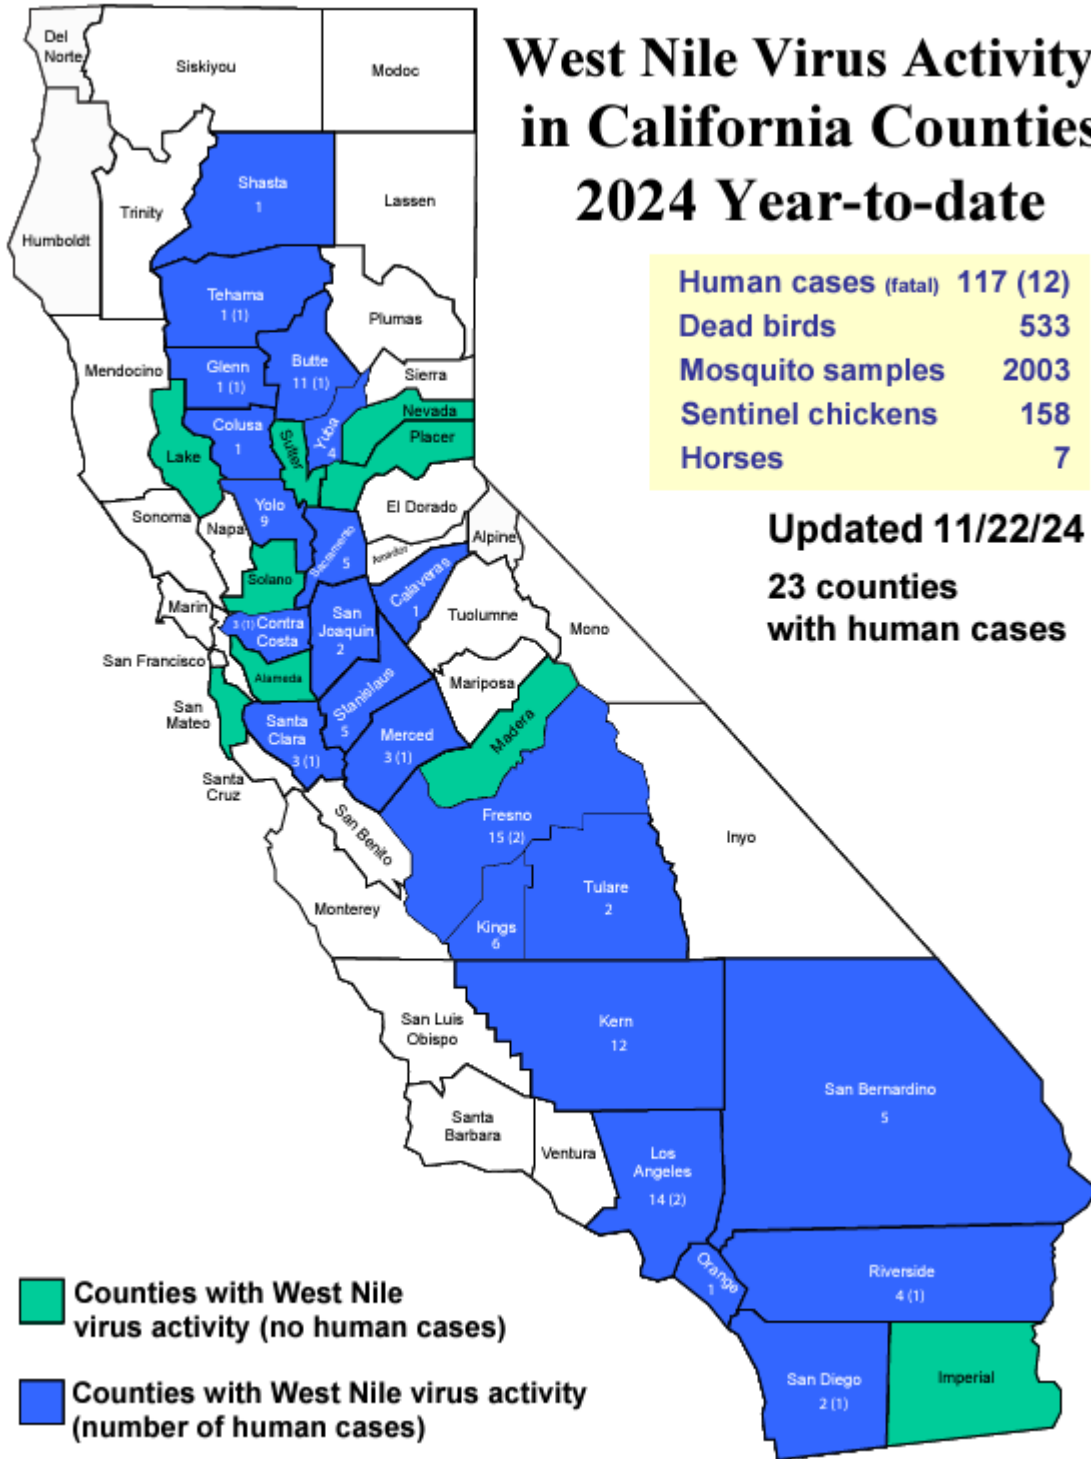 West Nile Virus Activity
in California Counties
2024 Year-to-date
Human cases (fatal) 117 (12)
Dead birds 533
Mosquito samples 2003
Sentinel chickens 158
Horses 7
Updated 11/22/24
23 counties
with human cases
Del
Norte
Siskiyou
Modoc
Shasta
1
Lassen
Trinity
Humboldt
Tehama
1 (1)
Plumas
Mendocino
Glenn
1 (1)
Butte
11 (1)
Sierra
Colusa
1
Yuba
4
Nevada
Placer
Sutter
Lake
Yolo
9
El Dorado
Sonoma
Napa
Sacramento
5
Amador
Alpine
Solano
Calaveras
1
Marin
3 (1) Contra
Costa
San
Joaquin
2
Tuolumne
Mono
San Francisco
Alameda
Stanislaus
5
Mariposa
San
Mateo
Santa
Clara
3 (1)
Merced
3 (1)
Madera
Santa
Cruz
San Benito
Fresno
15 (2)
Inyo
Tulare
2
Monterey
Kings
6
San Luis
Obispo
Kern
12
San Bernardino
5
Santa
Barbara
Ventura
Los
Angeles
14 (2)
Orange
1
Riverside
4 (1)
San Diego
2 (1)
Imperial
Counties with West Nile
virus activity (no human cases)
Counties with West Nile virus activity
(number of human cases)